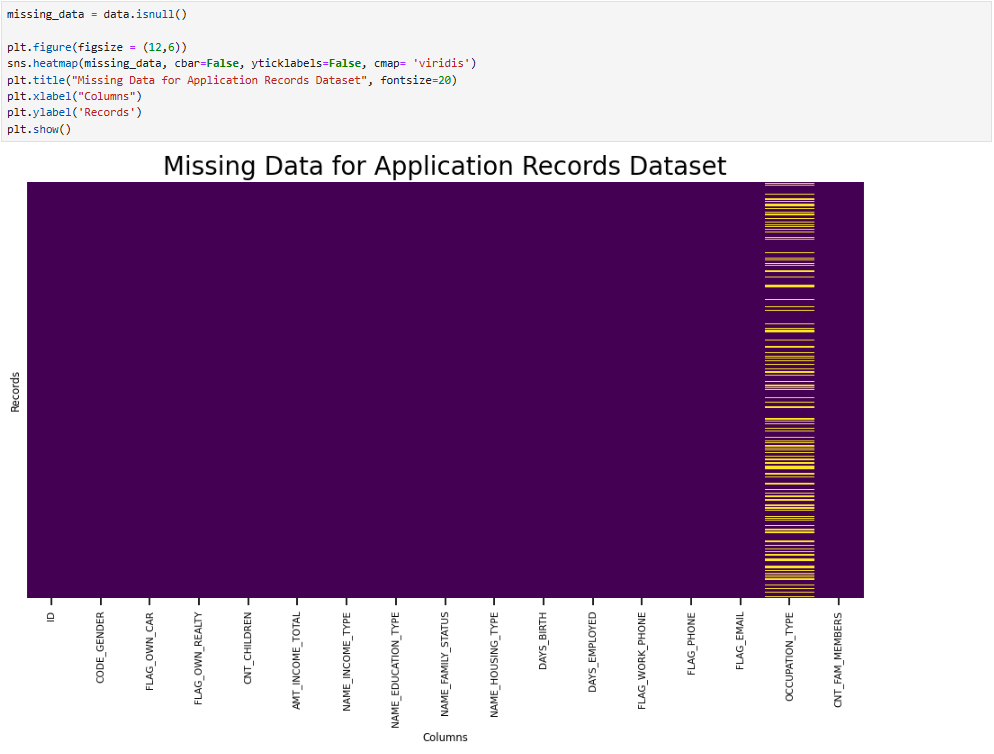 missing_data = data.isnull()
plt.figure(figsize = (12,6))
sns.heatmap(missing_data, cbar=False, yticklabels=False, cmap= 'viridis')
plt.title("Missing Data for Application Records Dataset", fontsize=20)
plt.xlabel("Columns")
plt.ylabel('Records')
plt.show()
Missing Data for Application Records Dataset
Records
ID
CODE_GENDER
FLAG_OWN_CAR
FLAG_OWN_REALTY
CNT_CHILDREN
AMT_INCOME_TOTAL
NAME_INCOME_TYPE
NAME_EDUCATION_TYPE
NAME_FAMILY_STATUS
NAME_HOUSING_TYPE
DAYS_BIRTH
DAYS_EMPLOYED
FLAG_WORK_PHONE
FLAG_PHONE
FLAG_EMAIL
OCCUPATION_TYPE
CNT_FAM_MEMBERS
Columns